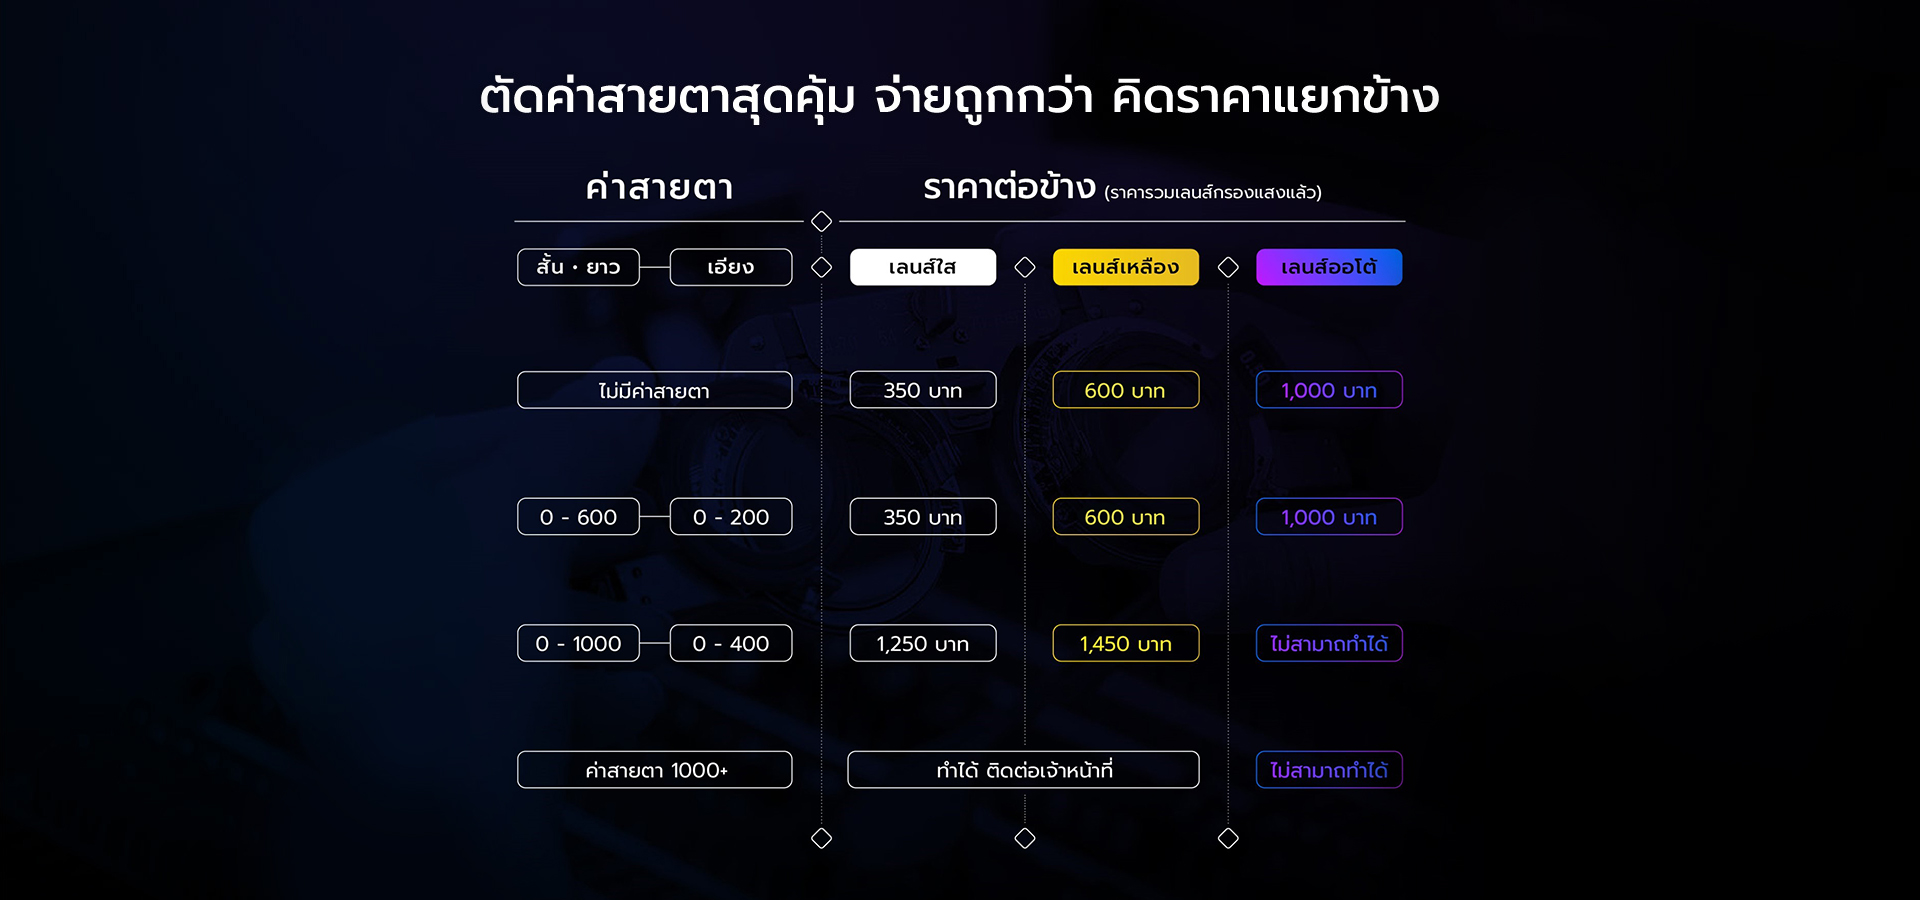 ตัดค่าสายตาสุดคุ้ม จ่ายถูกกว่า คิดราคาแยกข้าง
ค่าสายตา
ราคาต่อข้าง (ราคารวมเลนส์กรองแสงแล้ว)
สั้น • ยาว เอียง เลนส์ใส เลนส์เหลือง เลนส์ออโต้
ไม่มีค่าสายตา 350 บาท 600 บาท 1,000 บาท
0 - 600 0 - 200 350 บาท 600 บาท 1,000 บาท
0 - 1000 0 - 400 1,250 บาท 1,450 บาท ไม่สามาถทำได้
ค่าสายตา 1000+ ทำได้ ติดต่อเจ้าหน้าที่ ไม่สามาถทำได้